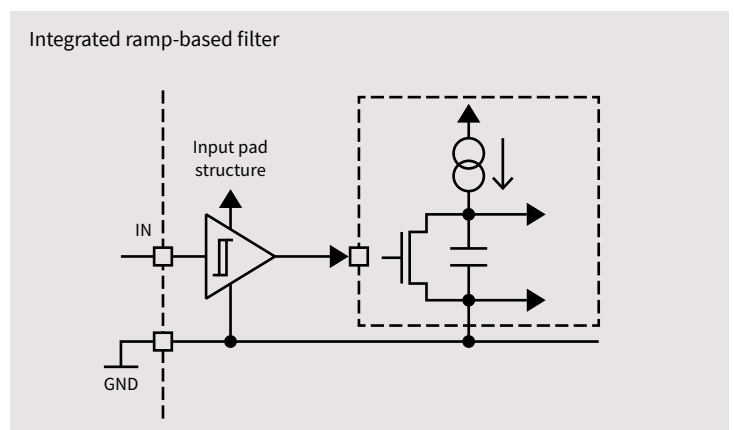 Integrated ramp-based filter
Input pad
structure
IN
GND